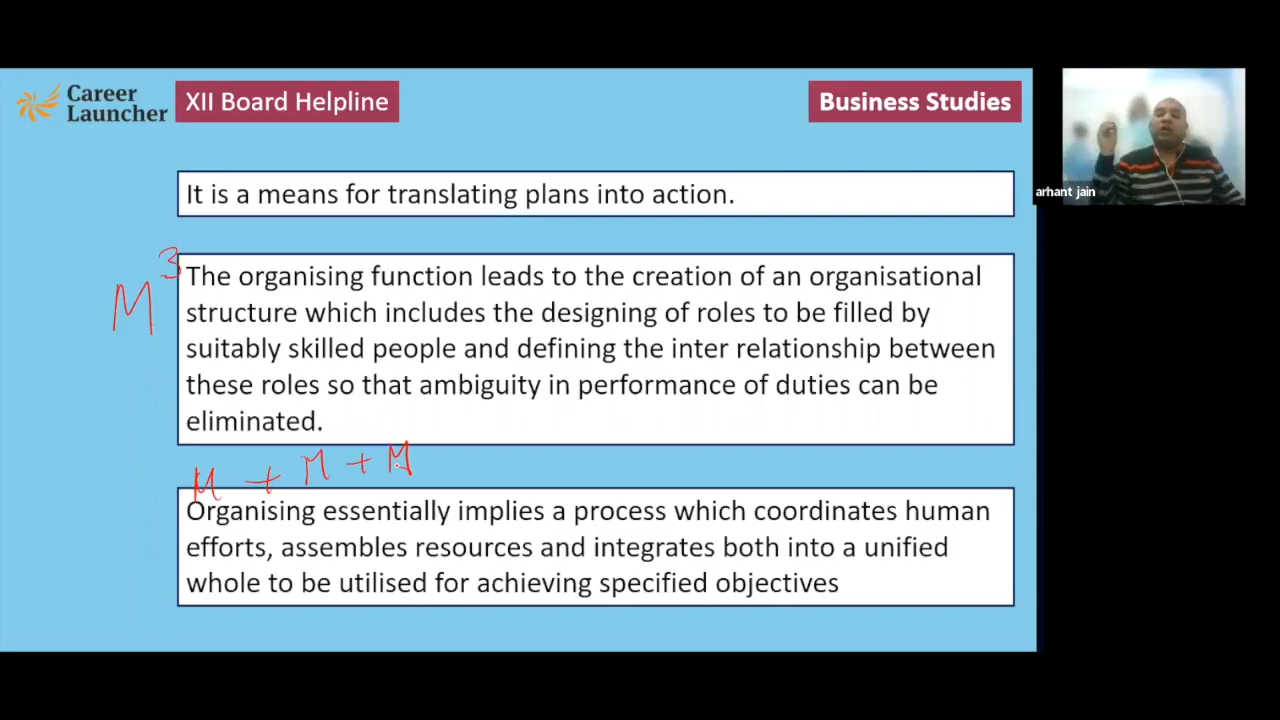 Career
Launcher
XII Board Helpline
Business Studies
arhant jain
It is a means for translating plans into action.
M³
The organising function leads to the creation of an organisational
structure which includes the designing of roles to be filled by
suitably skilled people and defining the inter relationship between
these roles so that ambiguity in performance of duties can be
eliminated.
M + M + M
Organising essentially implies a process which coordinates human
efforts, assembles resources and integrates both into a unified
whole to be utilised for achieving specified objectives